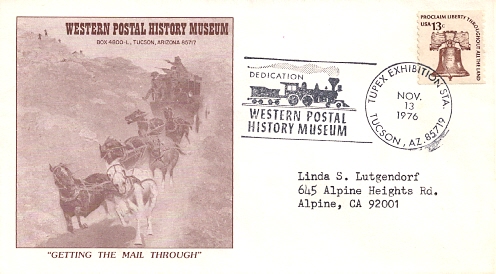 WESTERN POSTAL HISTORY MUSEUM
BOX 4800-L, TUCSON, ARIZONA 85717
"GETTING THE MAIL THROUGH"
DEDICATION
WESTERN POSTAL
HISTORY MUSEUM
TUPEX EXHIBITION STA.
NOV.
13
1976
TUCSON, AZ 85719
PROCLAIM LIBERTY THROUGHOUT ALL THE LAND
USA 13c
Linda S. Lutgendorf
645 Alpine Heights Rd.
Alpine, CA 92001